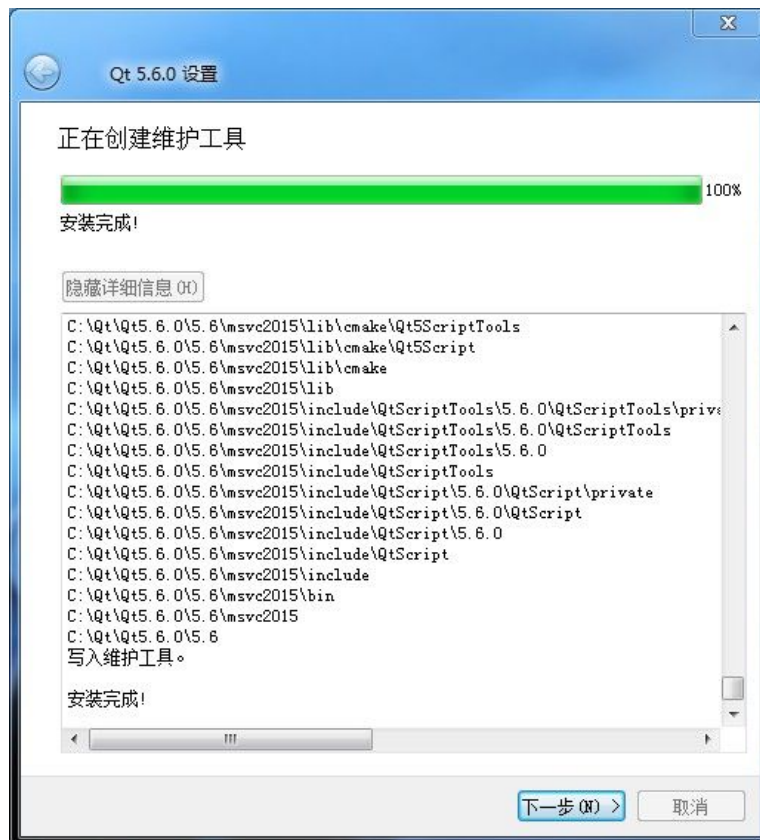 Qt 5.6.0 设置
正在创建维护工具
100%
安装完成!
隐藏详细信息(H)
C:\Qt\Qt5.6.0\5.6\msvc2015\lib\cmake\Qt5ScriptTools
C:\Qt\Qt5.6.0\5.6\msvc2015\lib\cmake\Qt5Script
C:\Qt\Qt5.6.0\5.6\msvc2015\lib\cmake
C:\Qt\Qt5.6.0\5.6\msvc2015\lib
C:\Qt\Qt5.6.0\5.6\msvc2015\include\QtScriptTools\5.6.0\QtScriptTools\priva
C:\Qt\Qt5.6.0\5.6\msvc2015\include\QtScriptTools\5.6.0\QtScriptTools
C:\Qt\Qt5.6.0\5.6\msvc2015\include\QtScriptTools\5.6.0
C:\Qt\Qt5.6.0\5.6\msvc2015\include\QtScriptTools
C:\Qt\Qt5.6.0\5.6\msvc2015\include\QtScript\5.6.0\QtScript\private
C:\Qt\Qt5.6.0\5.6\msvc2015\include\QtScript\5.6.0\QtScript
C:\Qt\Qt5.6.0\5.6\msvc2015\include\QtScript\5.6.0
C:\Qt\Qt5.6.0\5.6\msvc2015\include\QtScript
C:\Qt\Qt5.6.0\5.6\msvc2015\include
C:\Qt\Qt5.6.0\5.6\msvc2015\bin
C:\Qt\Qt5.6.0\5.6\msvc2015
C:\Qt\Qt5.6.0\5.6
写入维护工具。
安装完成!
下一步(N) >
取消